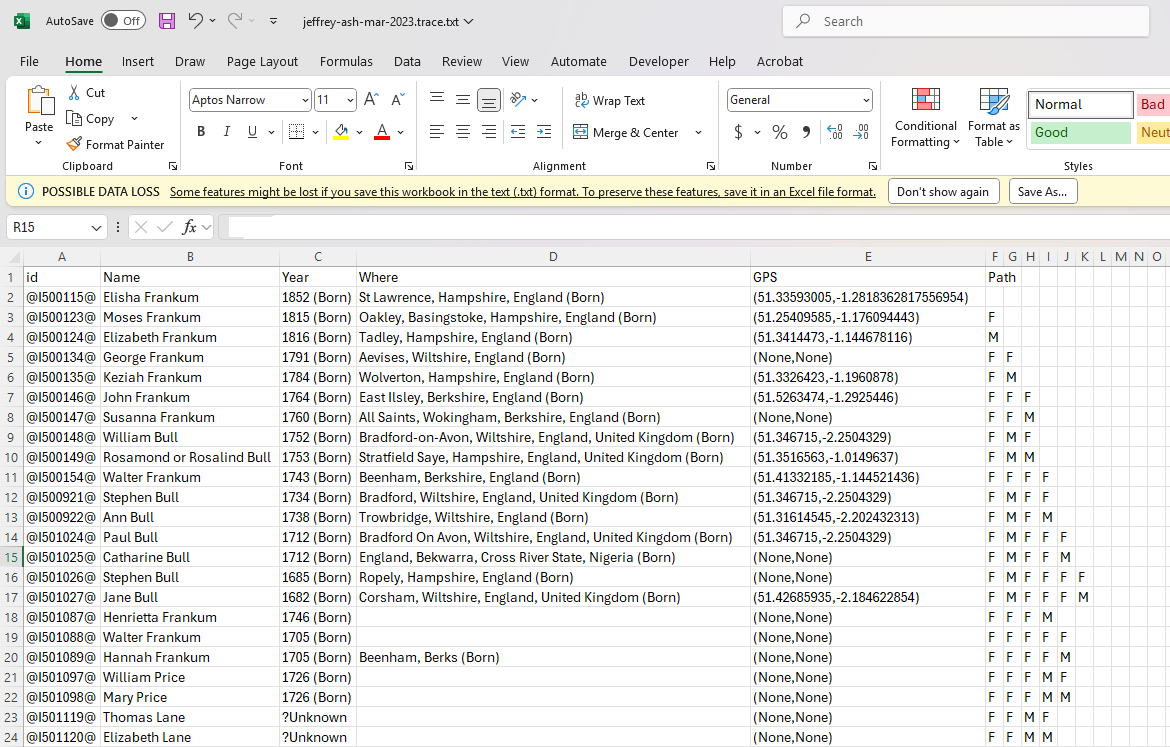 AutoSave Off jeffrey-ash-mar-2023.trace.txt Search
File Home Insert Draw Page Layout Formulas Data Review View Automate Developer Help Acrobat
Paste Cut Copy Format Painter Clipboard
Aptos Narrow 11 A A B I U A Font
ab Wrap Text Merge & Center Alignment
General $ % 9 .00 .00 Number
Conditional Formatting Format as Table Normal Bad Good Neut Styles
POSSIBLE DATA LOSS Some features might be lost if you save this workbook in the text (.txt) format. To preserve these features, save it in an Excel file format. Don't show again Save As...
R15 fx
A B C D E F G H I J K L M N O
1 id Name Year Where GPS Path
2 @I500115@ Elisha Frankum 1852 (Born) St Lawrence, Hampshire, England (Born) (51.33593005,-1.2818362817556954)
3 @I500123@ Moses Frankum 1815 (Born) Oakley, Basingstoke, Hampshire, England (Born) (51.25409585,-1.176094443) F
4 @I500124@ Elizabeth Frankum 1816 (Born) Tadley, Hampshire, England (Born) (51.3414473,-1.144678116) M
5 @I500134@ George Frankum 1791 (Born) Aevises, Wiltshire, England (Born) (None,None) F F
6 @I500135@ Keziah Frankum 1784 (Born) Wolverton, Hampshire, England (Born) (51.3326423,-1.1960878) F M
7 @I500146@ John Frankum 1764 (Born) East Ilsley, Berkshire, England (Born) (51.5263474,-1.2925446) F F F
8 @I500147@ Susanna Frankum 1760 (Born) All Saints, Wokingham, Berkshire, England (Born) (None,None) F F M
9 @I500148@ William Bull 1752 (Born) Bradford-on-Avon, Wiltshire, England, United Kingdom (Born) (51.346715,-2.2504329) F M F
10 @I500149@ Rosamond or Rosalind Bull 1753 (Born) Stratfield Saye, Hampshire, England, United Kingdom (Born) (51.3516563,-1.0149637) F M M
11 @I500154@ Walter Frankum 1743 (Born) Beenham, Berkshire, England (Born) (51.41332185,-1.144521436) F F F F
12 @I500921@ Stephen Bull 1734 (Born) Bradford, Wiltshire, England, United Kingdom (Born) (51.346715,-2.2504329) F M F F
13 @I500922@ Ann Bull 1738 (Born) Trowbridge, Wiltshire, England (Born) (51.31614545,-2.202432313) F M F M
14 @I501024@ Paul Bull 1712 (Born) Bradford On Avon, Wiltshire, England, United Kingdom (Born) (51.346715,-2.2504329) F M F F F
15 @I501025@ Catharine Bull 1712 (Born) England, Bekwarra, Cross River State, Nigeria (Born) (None,None) F M F F M
16 @I501026@ Stephen Bull 1685 (Born) Ropely, Hampshire, England (Born) (None,None) F M F F F F
17 @I501027@ Jane Bull 1682 (Born) Corsham, Wiltshire, England, United Kingdom (Born) (51.42685935,-2.184622854) F M F F F M
18 @I501087@ Henrietta Frankum 1746 (Born) (None,None) F F F M
19 @I501088@ Walter Frankum 1705 (Born) (None,None) F F F F F
20 @I501089@ Hannah Frankum 1705 (Born) Beenham, Berks (Born) (None,None) F F F F M
21 @I501097@ William Price 1726 (Born) (None,None) F F F M F
22 @I501098@ Mary Price 1726 (Born) (None,None) F F F M M
23 @I501119@ Thomas Lane ?Unknown (None,None) F F M F
24 @I501120@ Elizabeth Lane ?Unknown (None,None) F F M M